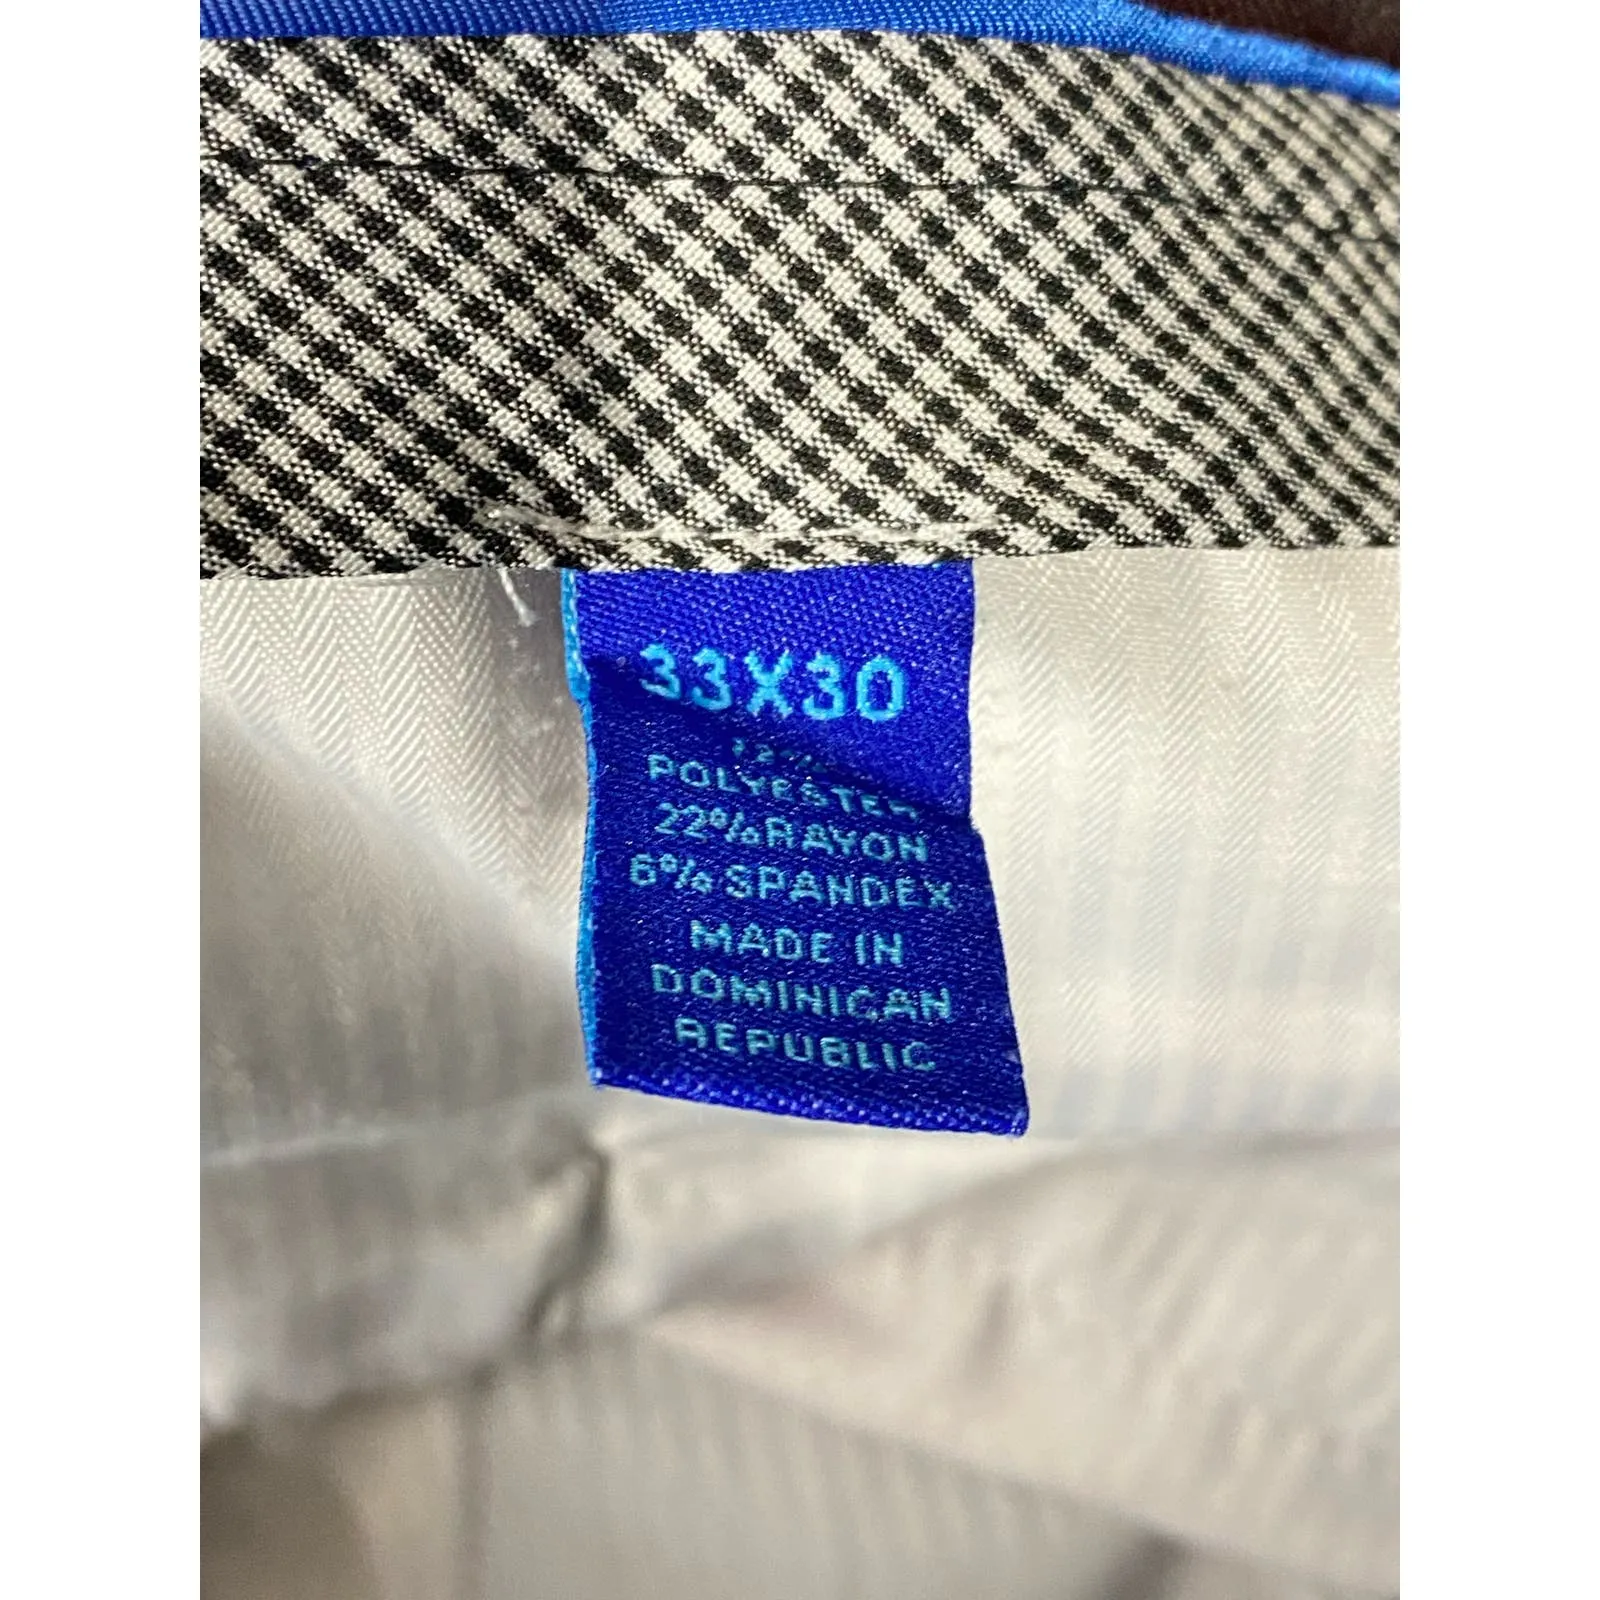 33X30
POLYESTER
22% RAYON
6% SPANDEX
MADE IN
DOMINICAN
REPUBLIC